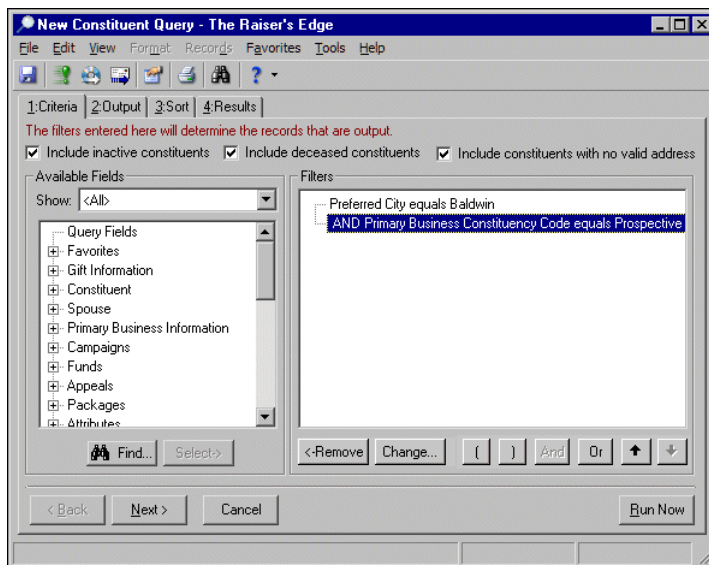 New Constituent Query - The Raiser's Edge
File Edit View Format Records Favorites Tools Help
1:Criteria 2:Output 3:Sort 4:Results
The filters entered here will determine the records that are output.
Include inactive constituents Include deceased constituents Include constituents with no valid address
Available Fields
Show: <All>
Query Fields
Favorites
Gift Information
Constituent
Spouse
Primary Business Information
Campaigns
Funds
Appeals
Packages
Attributes
Find... Select->
Filters
Preferred City equals Baldwin
AND Primary Business Constituency Code equals Prospective
<-Remove Change... ( ) And Or
< Back Next > Cancel Run Now